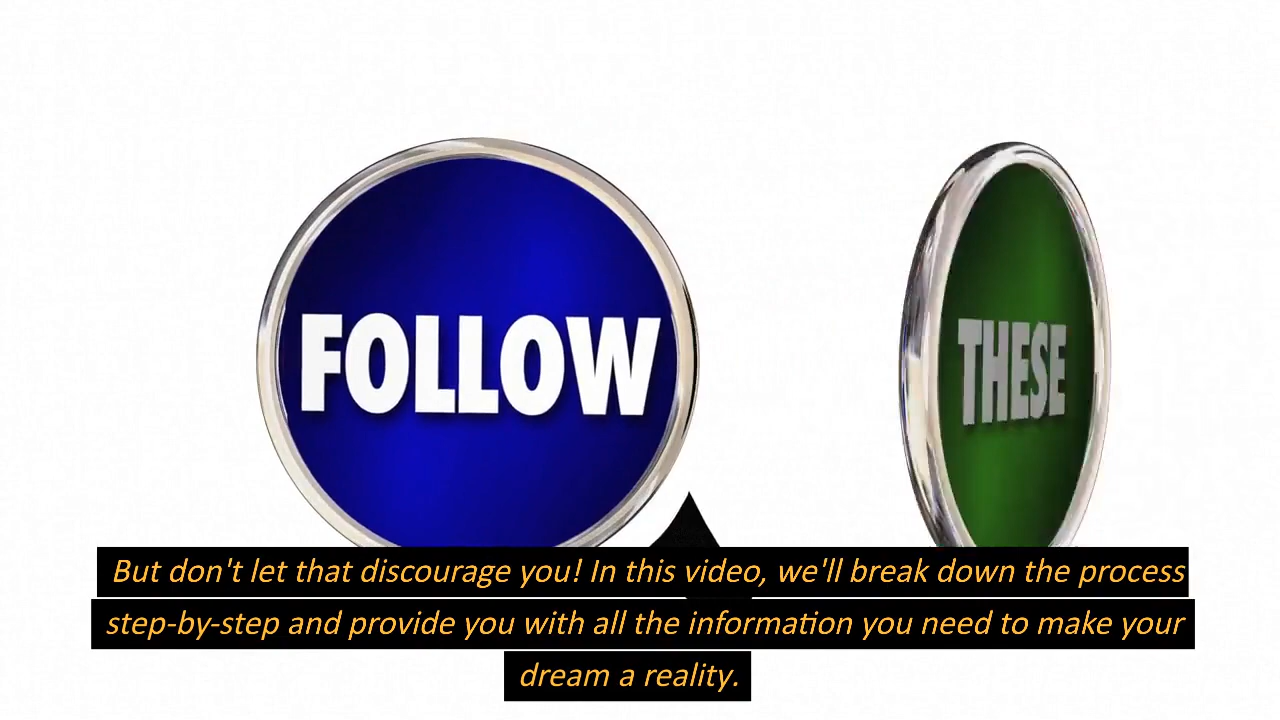 FOLLOW
THESE
But don't let that discourage you! In this video, we'll break down the process
step-by-step and provide you with all the information you need to make your
dream a reality.